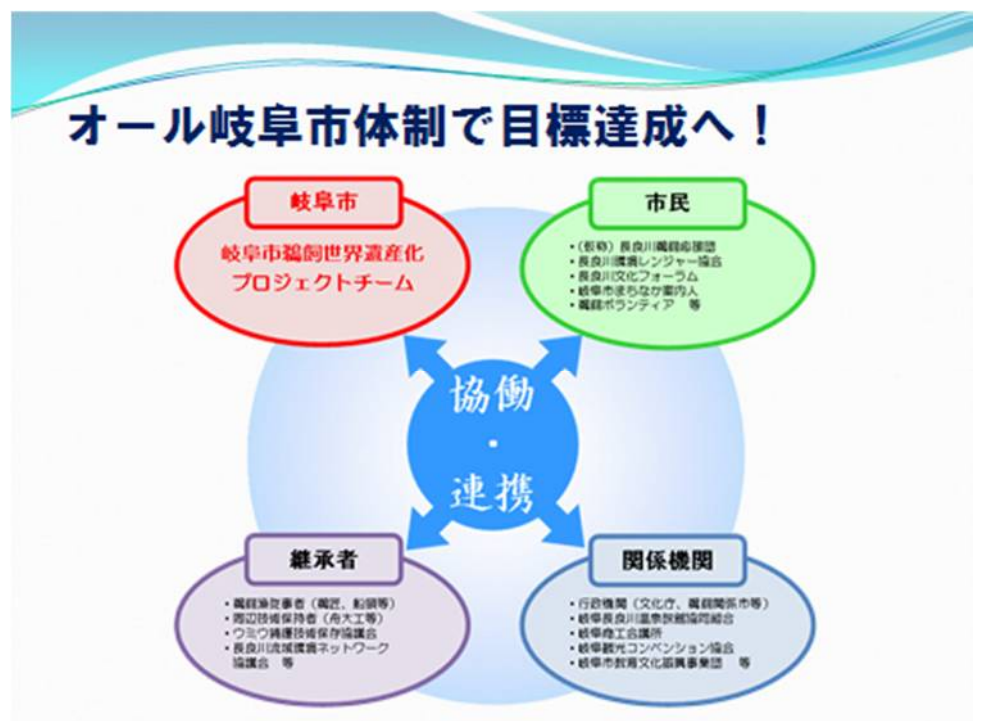 オール岐阜市体制で目標達成へ！
岐阜市
岐阜市鵜飼世界遺産化
プロジェクトチーム
市民
・（仮称）長良川鵜飼応援団
・長良川環境レンジャー協会
・長良川文化フォーラム
・岐阜市まちなか案内人
・鵜飼ボランティア　等
協働
・
連携
継承者
・鵜飼漁従事者（鵜匠、船頭等）
・周辺技術保持者（舟大工等）
・ウミウ捕獲技術保存協議会
・長良川流域環境ネットワーク
協議会　等
関係機関
・行政機関（文化庁、鵜飼関係市等）
・岐阜長良川温泉旅館協同組合
・岐阜商工会議所
・岐阜観光コンベンション協会
・岐阜市教育文化振興事業団　等